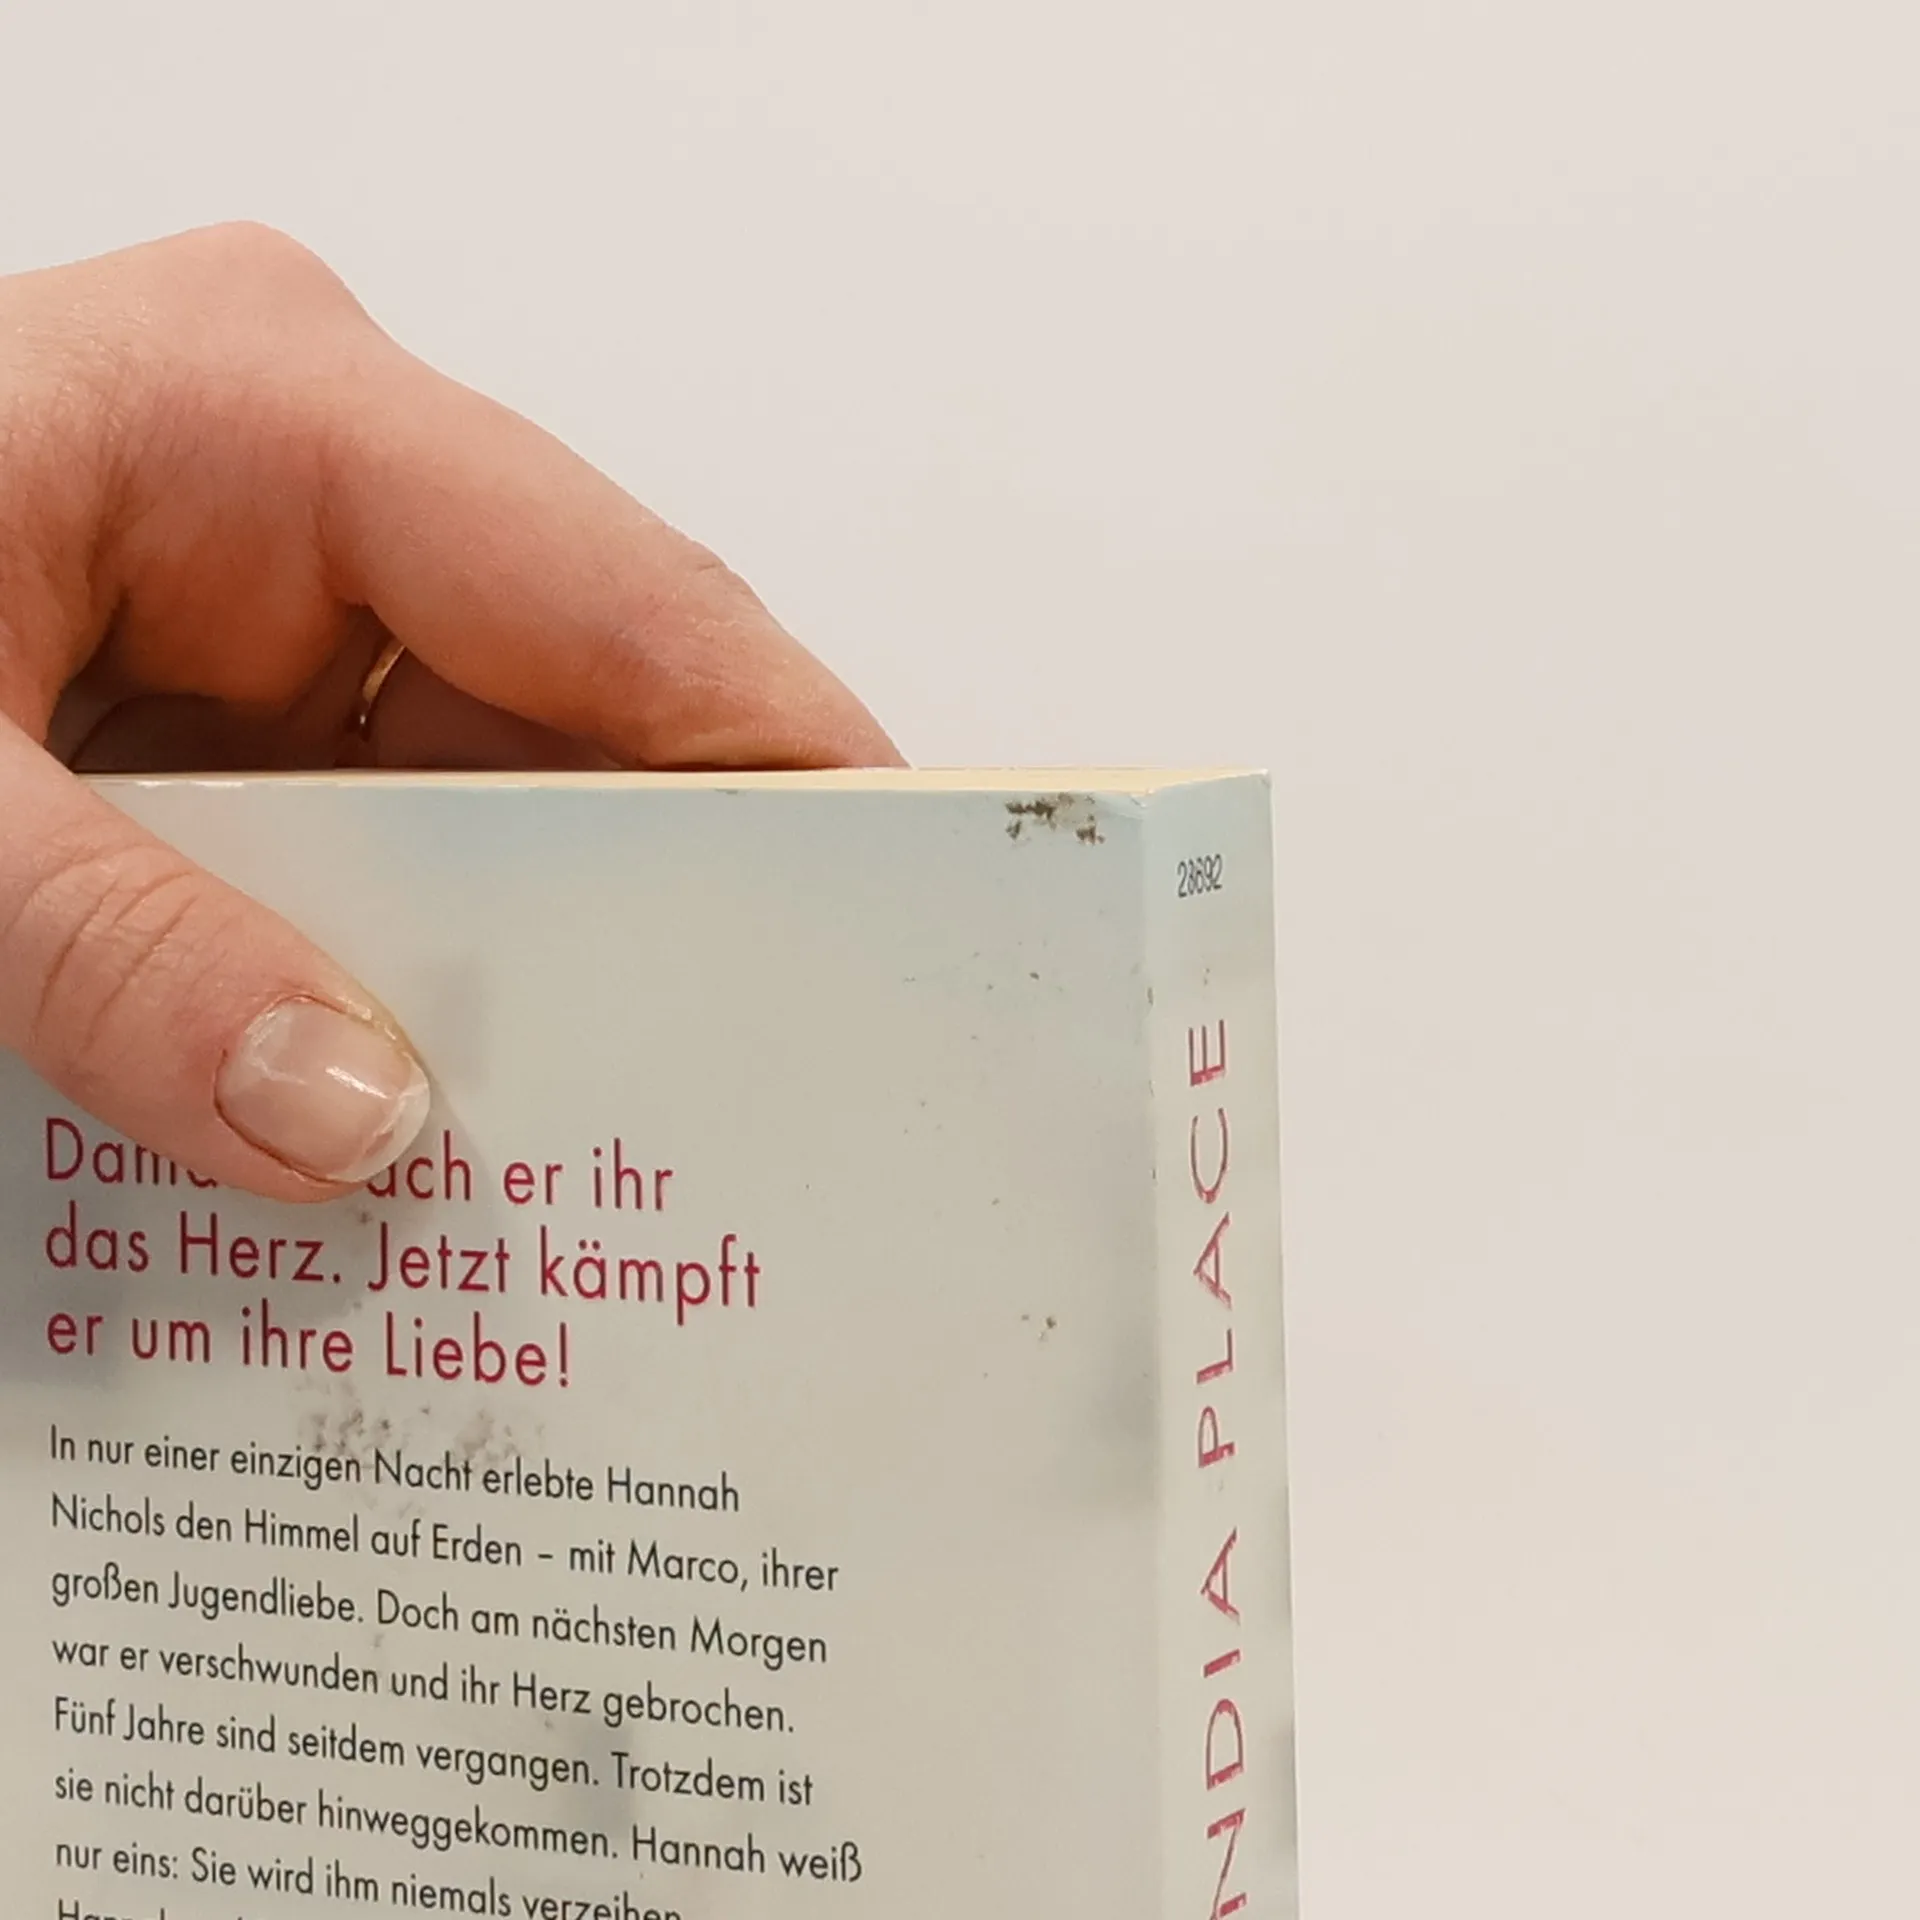 er ihr
das Herz. Jetzt kämpft
er um ihre Liebe!
In nur einer einzigen Nacht erlebte Hannah
Nichols den Himmel auf Erden – mit Marco, ihrer
großen Jugendliebe. Doch am nächsten Morgen
war er verschwunden und ihr Herz gebrochen.
Fünf Jahre sind seitdem vergangen. Trotzdem ist
sie nicht darüber hinweggekommen. Hannah weiß
nur eins: Sie wird ihm niemals verzeihen
NDIA PLACE